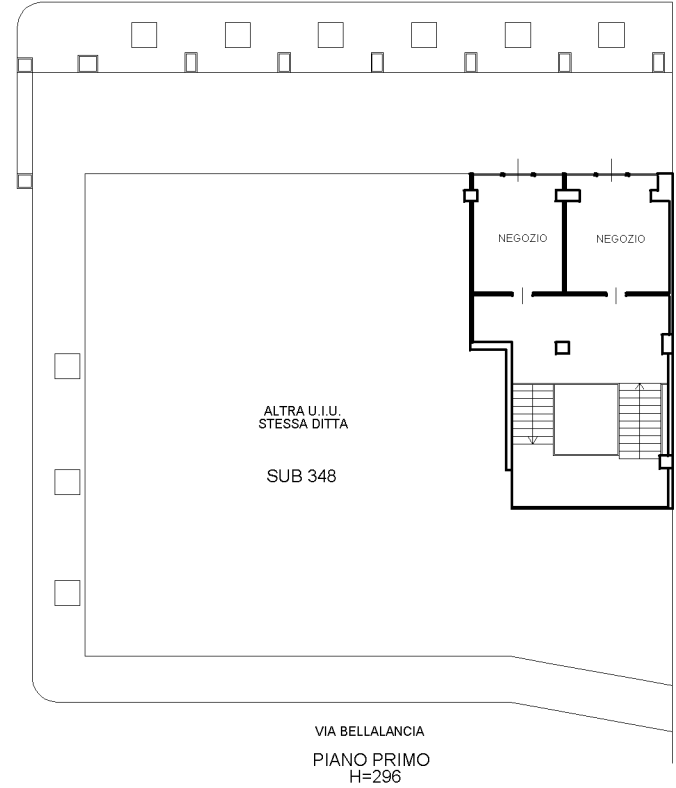 NEGOZIO
NEGOZIO
ALTRA U.I.U.
STESSA DITTA
SUB 348
VIA BELLALANCIA
PIANO PRIMO
H=296